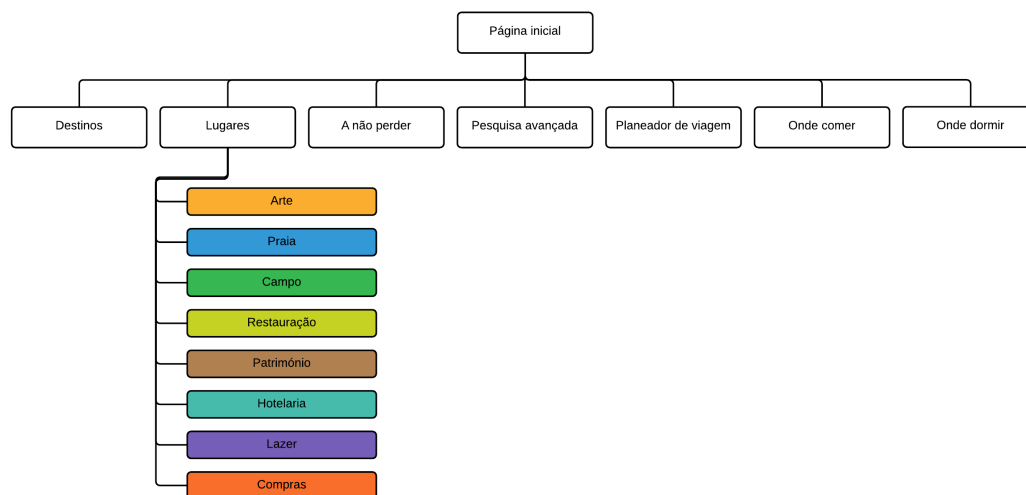 Página inicial
Destinos
Lugares
A não perder
Pesquisa avançada
Planeador de viagem
Onde comer
Onde dormir
Arte
Praia
Campo
Restauração
Património
Hotelaria
Lazer
Compras